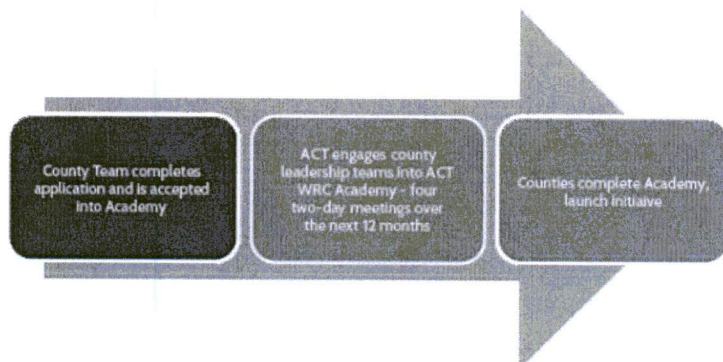 County Team completes
application and is accepted
into Academy
ACT engages county
leadership teams into ACT
WRC Academy - four
two-day meetings over
the next 12 months
Counties complete Academy,
launch initiaive